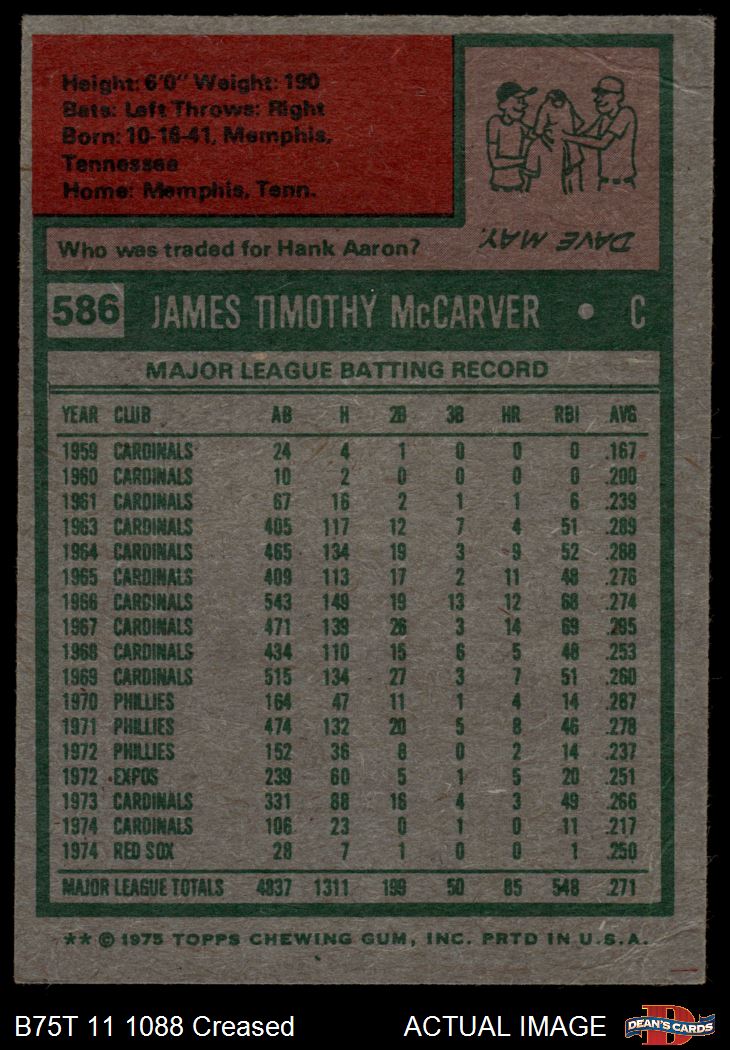 Height: 6'0" Weight: 190
Bats: Left Throws: Right
Born: 10-16-41, Memphis,
Tennessee
Home: Memphis, Tenn.
Who was traded for Hank Aaron?
DAVE MAY.
586 JAMES TIMOTHY McCARVER • C
MAJOR LEAGUE BATTING RECORD
YEAR CLUB AB H 2B 3B HR RBI AVG
1959 CARDINALS 24 4 1 0 0 0 .167
1960 CARDINALS 10 2 0 0 0 0 .200
1961 CARDINALS 67 16 2 1 1 6 .239
1963 CARDINALS 405 117 12 7 4 51 .289
1964 CARDINALS 465 134 19 3 9 52 .288
1965 CARDINALS 409 113 17 2 11 48 .276
1966 CARDINALS 543 149 19 13 12 68 .274
1967 CARDINALS 471 139 26 3 14 69 .295
1968 CARDINALS 434 110 15 6 5 48 .253
1969 CARDINALS 515 134 27 3 7 51 .260
1970 PHILLIES 164 47 11 1 4 14 .287
1971 PHILLIES 474 132 20 5 8 46 .278
1972 PHILLIES 152 36 8 0 2 14 .237
1972 EXPOS 239 60 5 1 5 20 .251
1973 CARDINALS 331 88 16 4 3 49 .266
1974 CARDINALS 106 23 0 1 0 11 .217
1974 RED SOX 28 7 1 0 0 1 .250
MAJOR LEAGUE TOTALS 4837 1311 199 50 85 548 .271
** © 1975 TOPPS CHEWING GUM, INC. PRTD IN U.S.A.
B75T 11 1088 Creased ACTUAL IMAGE DEAN'S CARDS